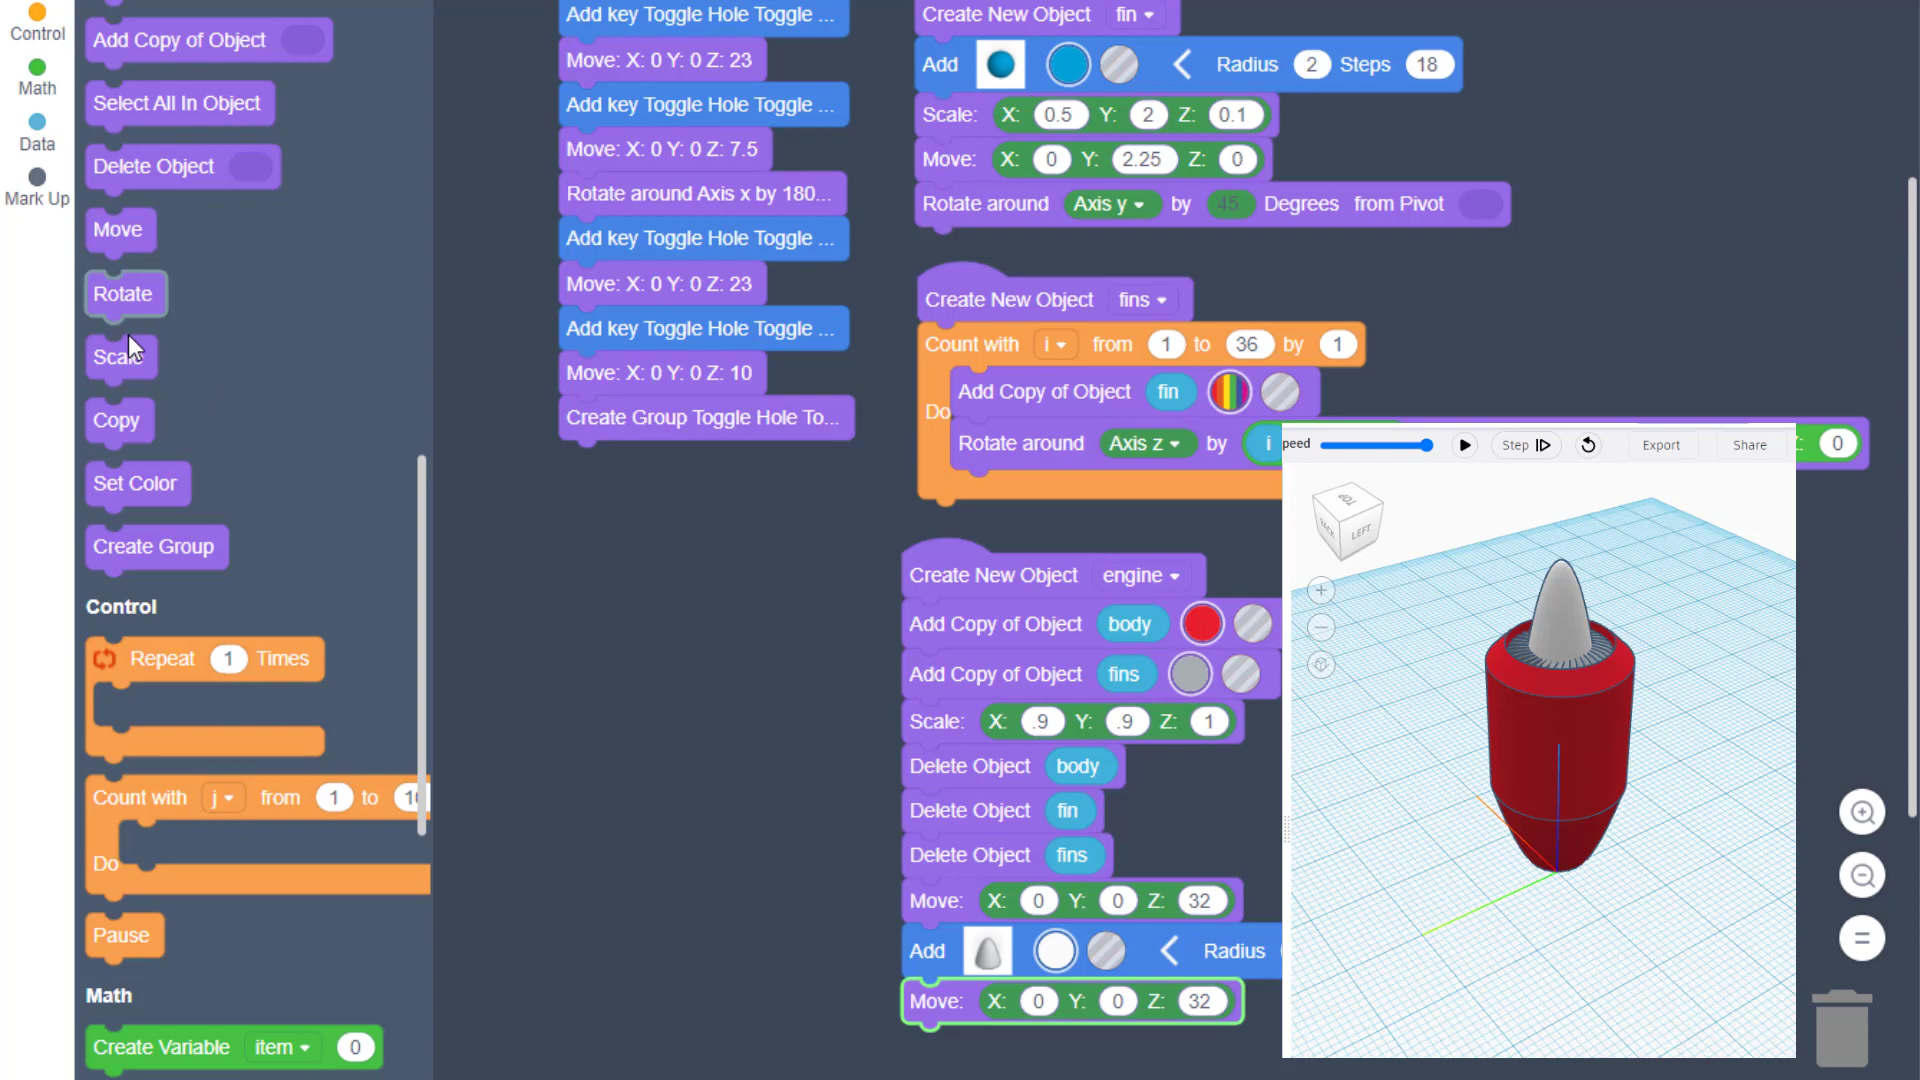 Control
Math
Data
Mark Up
Add Copy of Object
Select All In Object
Delete Object
Move
Rotate
Scale
Copy
Set Color
Create Group
Control
Repeat 1 Times
Count with j from 1 to
Do
Pause
Math
Create Variable item 0
Add key Toggle Hole Toggle ...
Move: X: 0 Y: 0 Z: 23
Add key Toggle Hole Toggle ...
Move: X: 0 Y: 0 Z: 7.5
Rotate around Axis x by 180...
Add key Toggle Hole Toggle ...
Move: X: 0 Y: 0 Z: 23
Add key Toggle Hole Toggle ...
Move: X: 0 Y: 0 Z: 10
Create Group Toggle Hole To...
Create New Object fin
Add Radius 2 Steps 18
Scale: X: 0.5 Y: 2 Z: 0.1
Move: X: 0 Y: 2.25 Z: 0
Rotate around Axis y by 45 Degrees from Pivot
Create New Object fins
Count with i from 1 to 36 by 1
Do
Add Copy of Object fin
Rotate around Axis z by i
Z: 0
Create New Object engine
Add Copy of Object body
Add Copy of Object fins
Scale: X: .9 Y: .9 Z: 1
Delete Object body
Delete Object fin
Delete Object fins
Move: X: 0 Y: 0 Z: 32
Add Radius
Move: X: 0 Y: 0 Z: 32
peed Step Export Share
TOP
BACK
LEFT